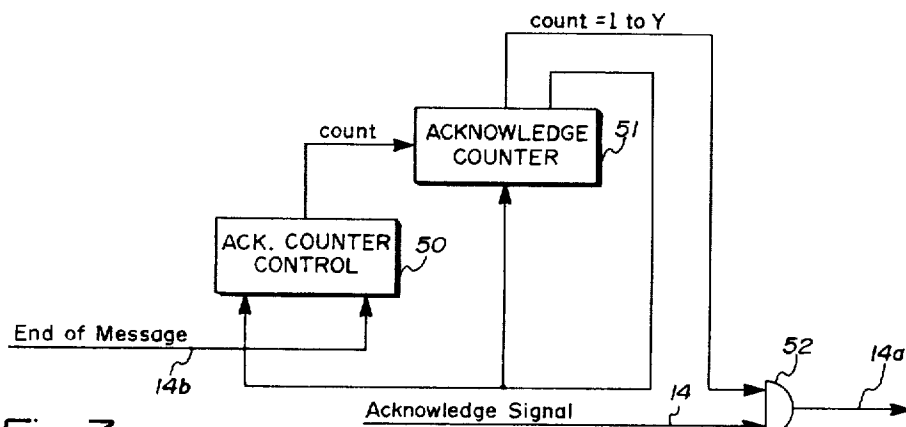 count = 1 to Y
count
ACKNOWLEDGE
COUNTER
51
ACK. COUNTER
CONTROL
50
End of Message
14b
52
14a
Acknowledge Signal
14